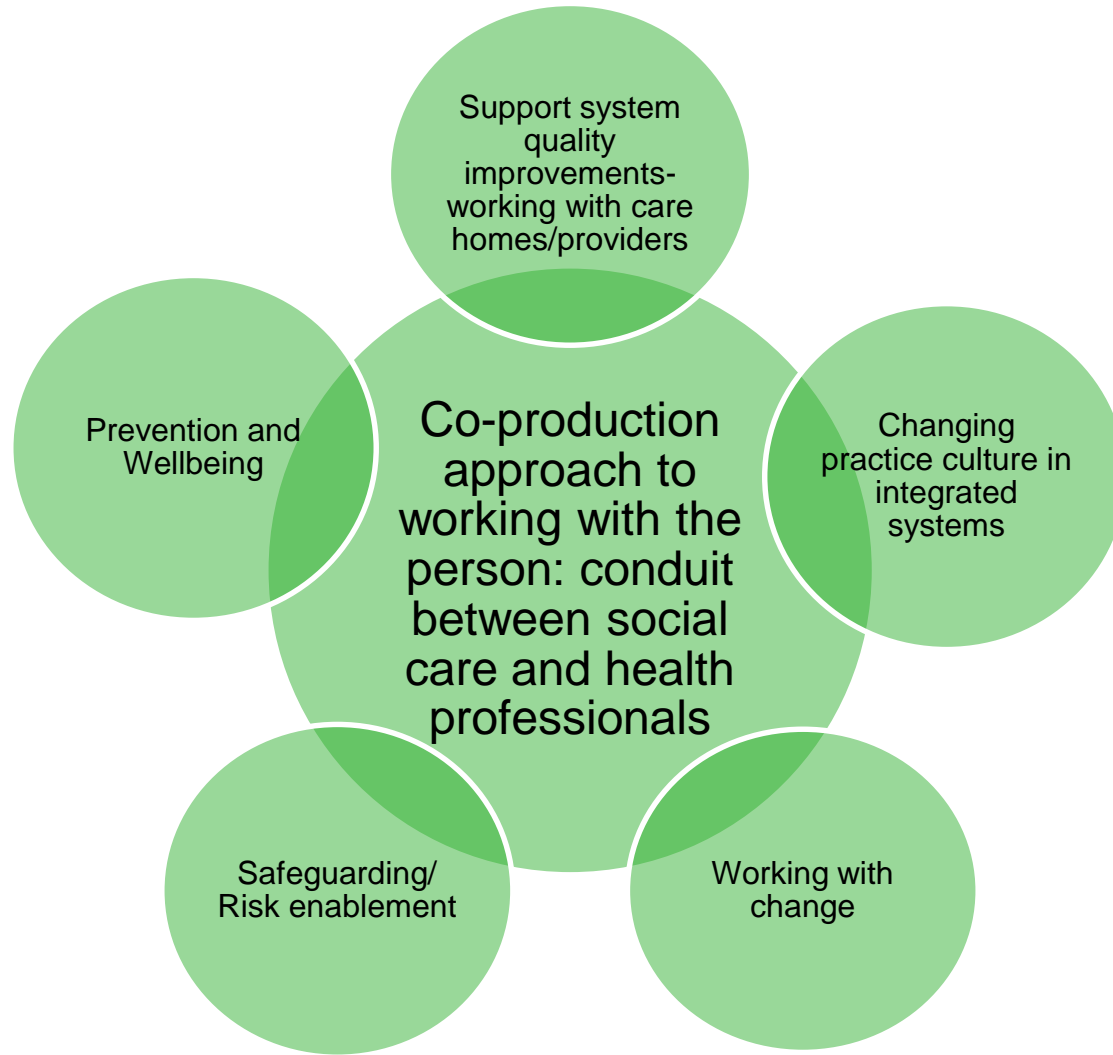 Support system
quality
improvements-
working with care
homes/providers
Prevention and
Wellbeing
Co-production
approach to
working with the
person: conduit
between social
care and health
professionals
Changing
practice culture in
integrated
systems
Safeguarding/
Risk enablement
Working with
change